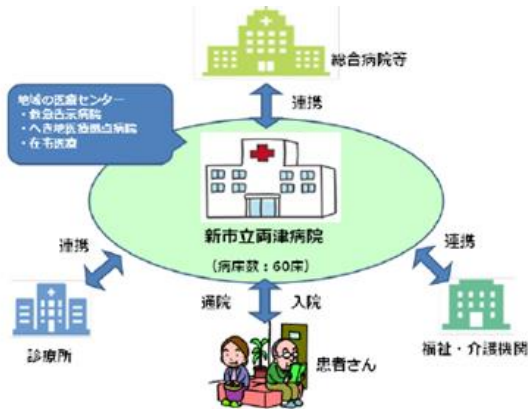 総合病院等
連携
地域の医療センター
・救急告示病院
・へき地医療拠点病院
・在宅医療
新市立両津病院
(病床数:60床)
連携
連携
通院
入院
診療所
患者さん
福祉・介護機関